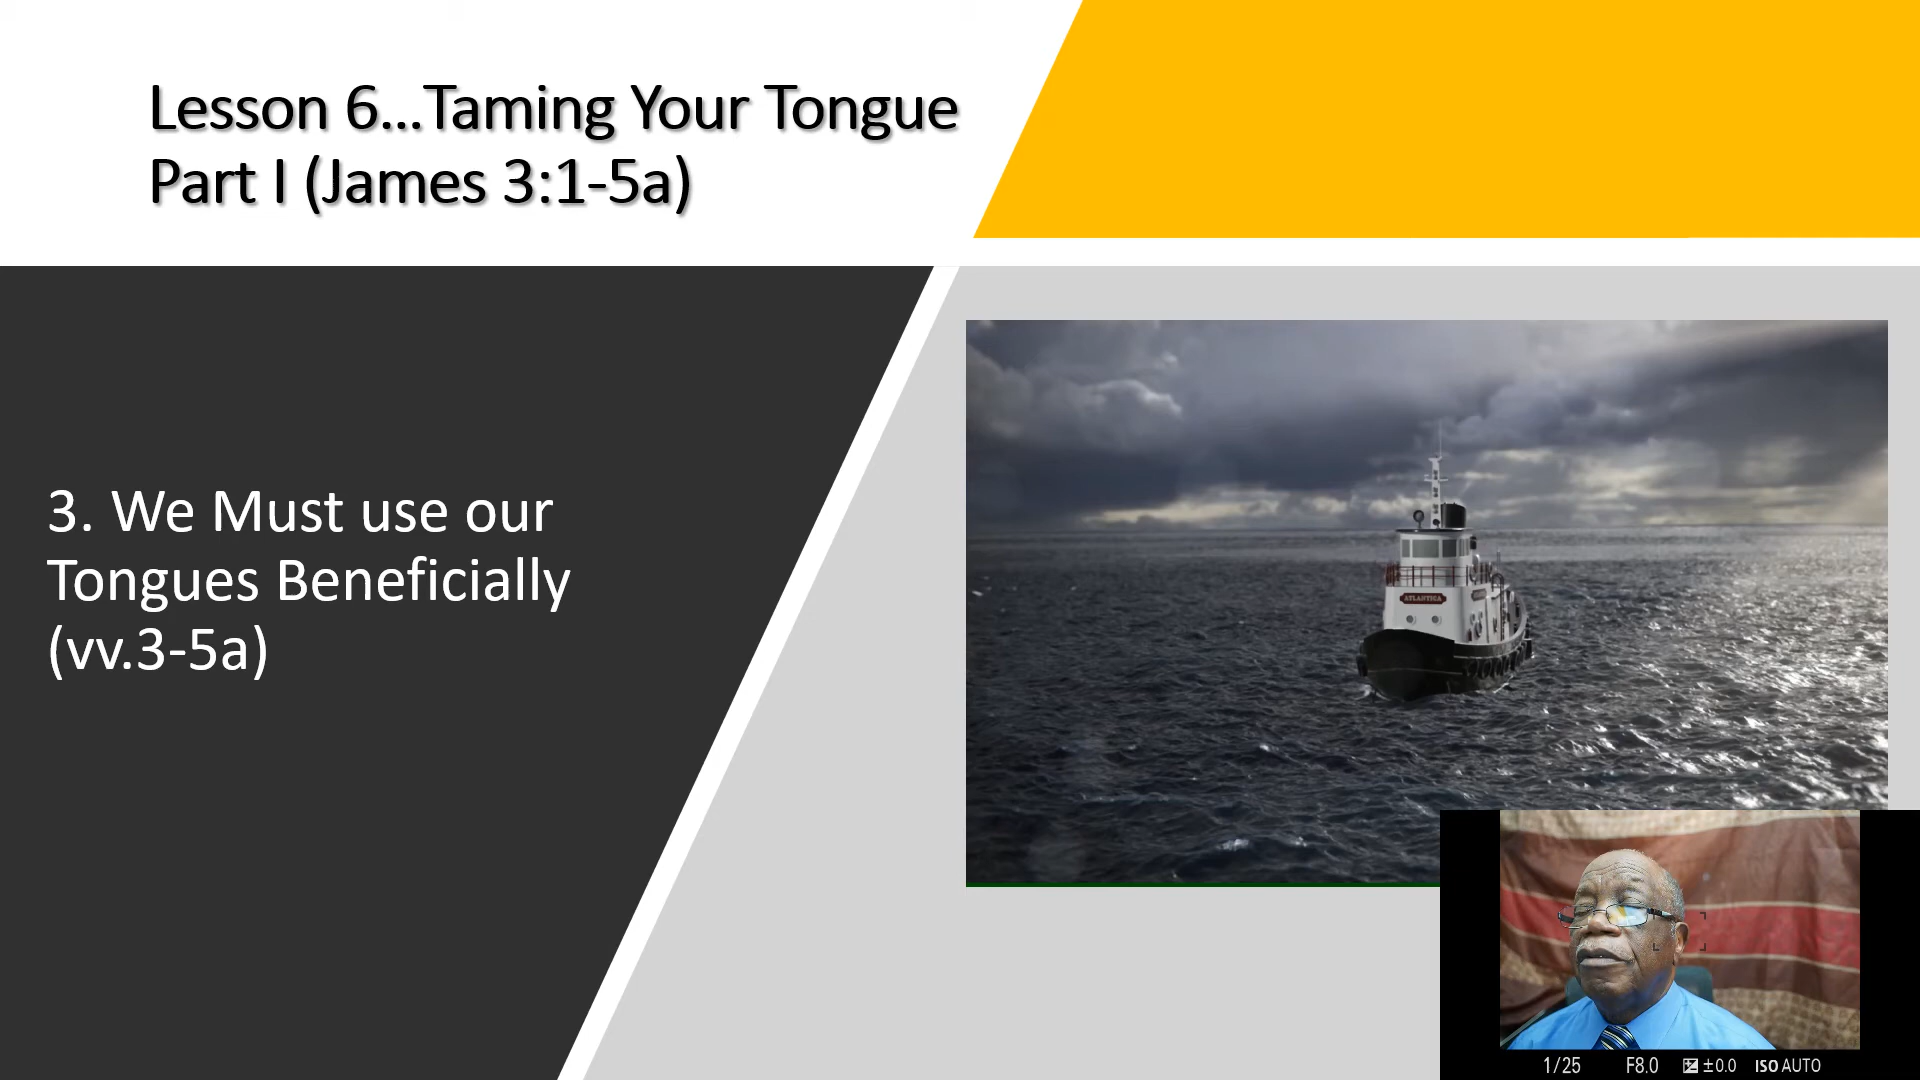 Lesson 6...Taming Your Tongue
Part I (James 3:1-5a)
3. We Must use our
Tongues Beneficially
(vv.3-5a)
ATLANTICA
1/25 F8.0 ±0.0 ISO AUTO